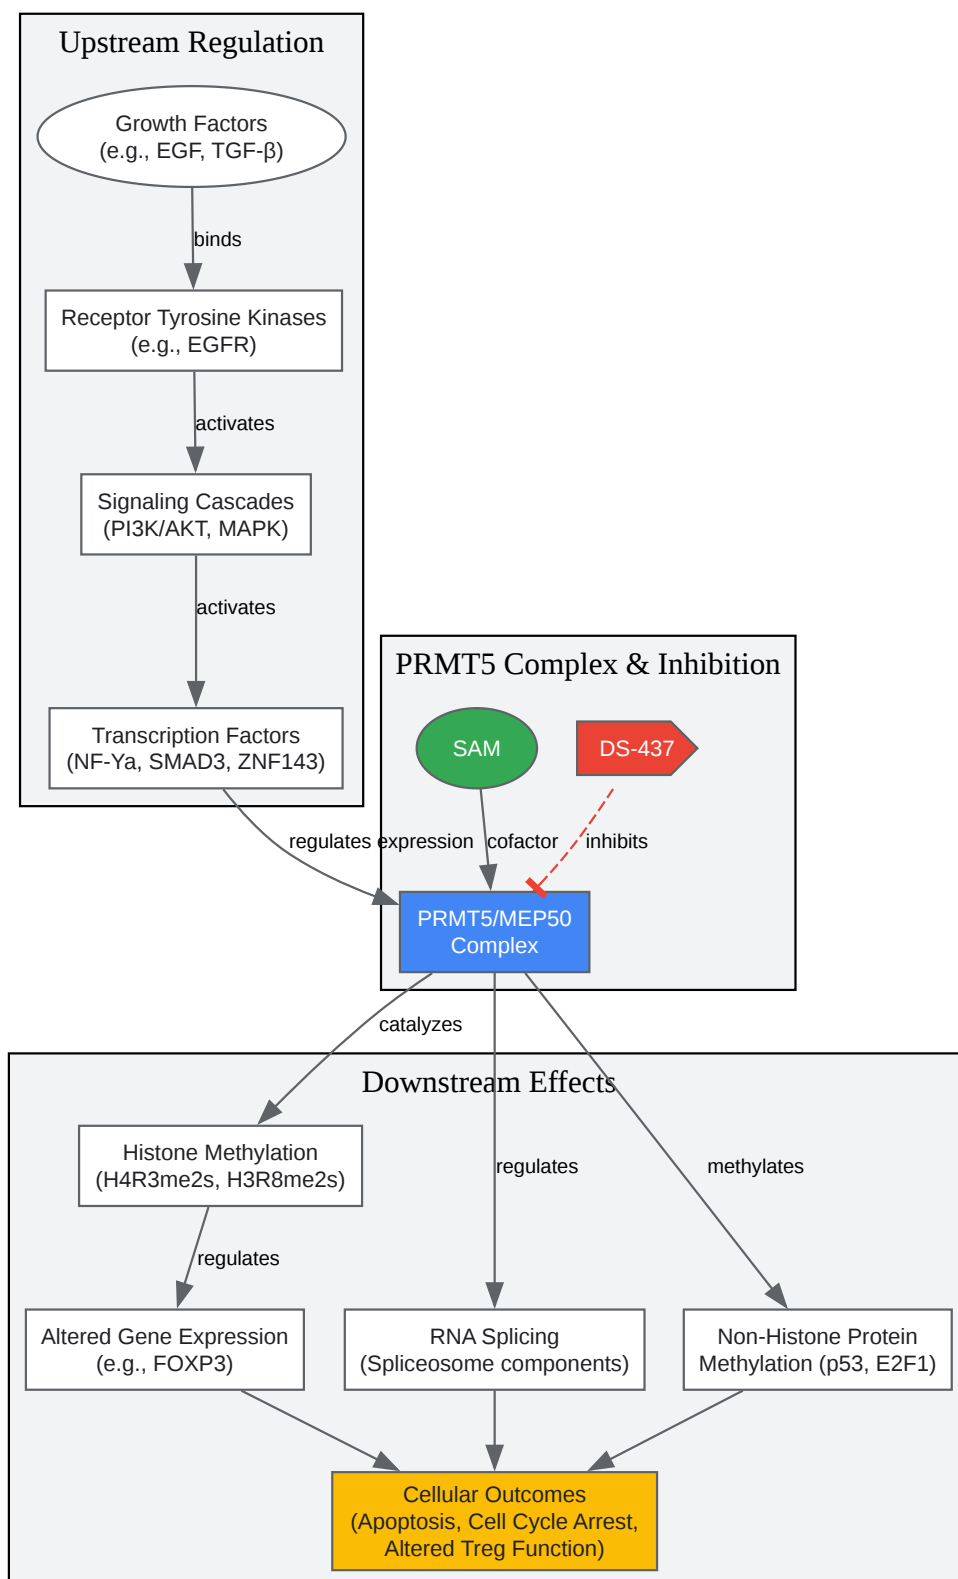 Upstream Regulation
Growth Factors
(e.g., EGF, TGF-β)
binds
Receptor Tyrosine Kinases
(e.g., EGFR)
activates
Signaling Cascades
(PI3K/AKT, MAPK)
activates
Transcription Factors
(NF-Ya, SMAD3, ZNF143)
regulates expression
PRMT5 Complex & Inhibition
SAM
DS-437
cofactor
inhibits
PRMT5/MEP50
Complex
catalyzes
regulates
methylates
Downstream Effects
Histone Methylation
(H4R3me2s, H3R8me2s)
regulates
Altered Gene Expression
(e.g., FOXP3)
RNA Splicing
(Spliceosome components)
Non-Histone Protein
Methylation (p53, E2F1)
Cellular Outcomes
(Apoptosis, Cell Cycle Arrest,
Altered Treg Function)